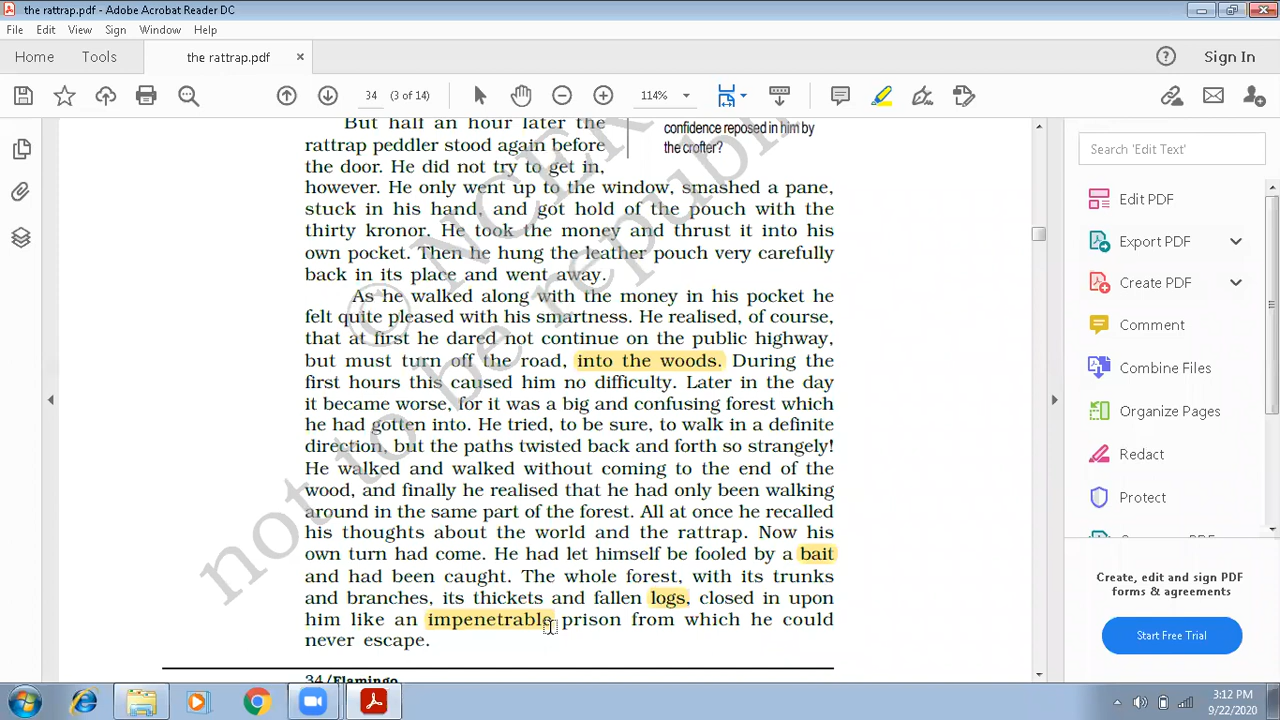 the rattrap.pdf - Adobe Acrobat Reader DC
File Edit View Sign Window Help
Home Tools the rattrap.pdf × Sign In
34 (3 of 14) 114%
But half an hour later the
rattrap peddler stood again before
the door. He did not try to get in,
however. He only went up to the window, smashed a pane,
stuck in his hand, and got hold of the pouch with the
thirty kronor. He took the money and thrust it into his
own pocket. Then he hung the leather pouch very carefully
back in its place and went away.
confidence reposed in him by
the crofter?
As he walked along with the money in his pocket he
felt quite pleased with his smartness. He realised, of course,
that at first he dared not continue on the public highway,
but must turn off the road, into the woods. During the
first hours this caused him no difficulty. Later in the day
it became worse, for it was a big and confusing forest which
he had gotten into. He tried, to be sure, to walk in a definite
direction, but the paths twisted back and forth so strangely!
He walked and walked without coming to the end of the
wood, and finally he realised that he had only been walking
around in the same part of the forest. All at once he recalled
his thoughts about the world and the rattrap. Now his
own turn had come. He had let himself be fooled by a bait
and had been caught. The whole forest, with its trunks
and branches, its thickets and fallen logs, closed in upon
him like an impenetrable prison from which he could
never escape.
34/Flamingo
© NCER
not to be republi
Search 'Edit Text'
Edit PDF
Export PDF
Create PDF
Comment
Combine Files
Organize Pages
Redact
Protect
Create, edit and sign PDF
forms & agreements
Start Free Trial
3:12 PM
9/22/2020